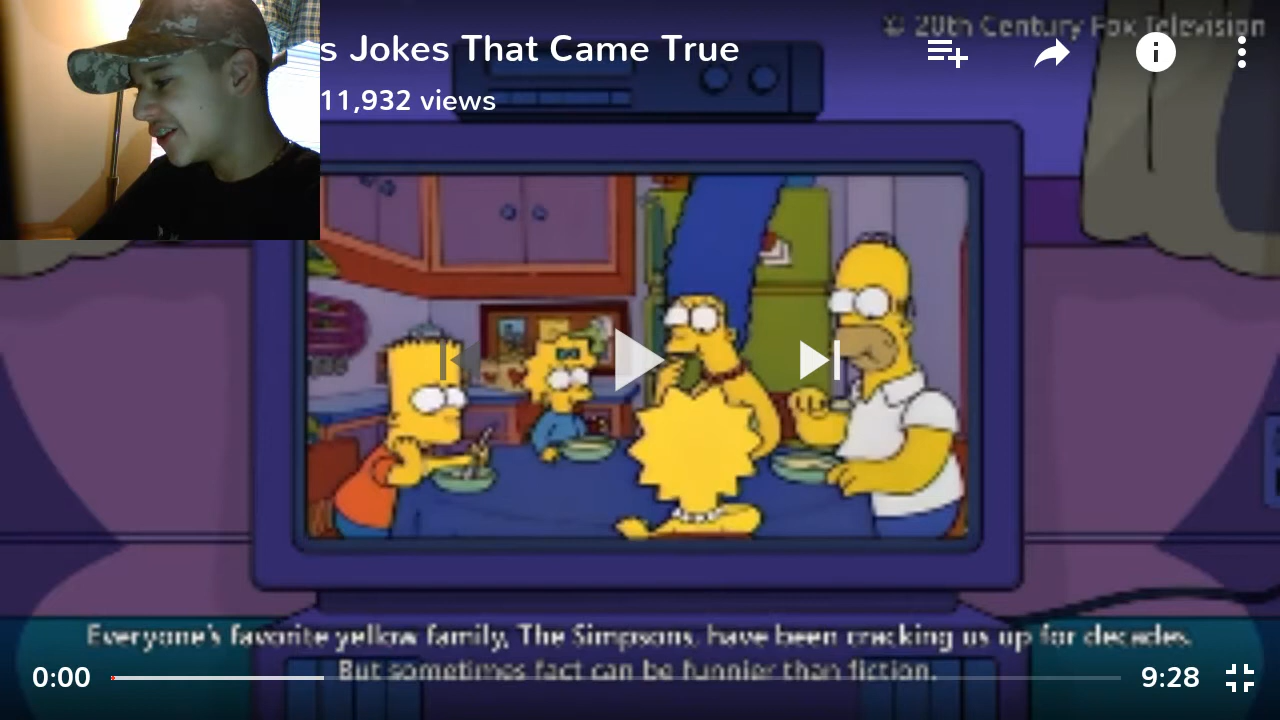 © 20th Century Fox Television
s Jokes That Came True
11,932 views
Everyone's favorite yellow family, The Simpsons, have been cracking us up for decades.
But sometimes fact can be funnier than fiction.
0:00
9:28